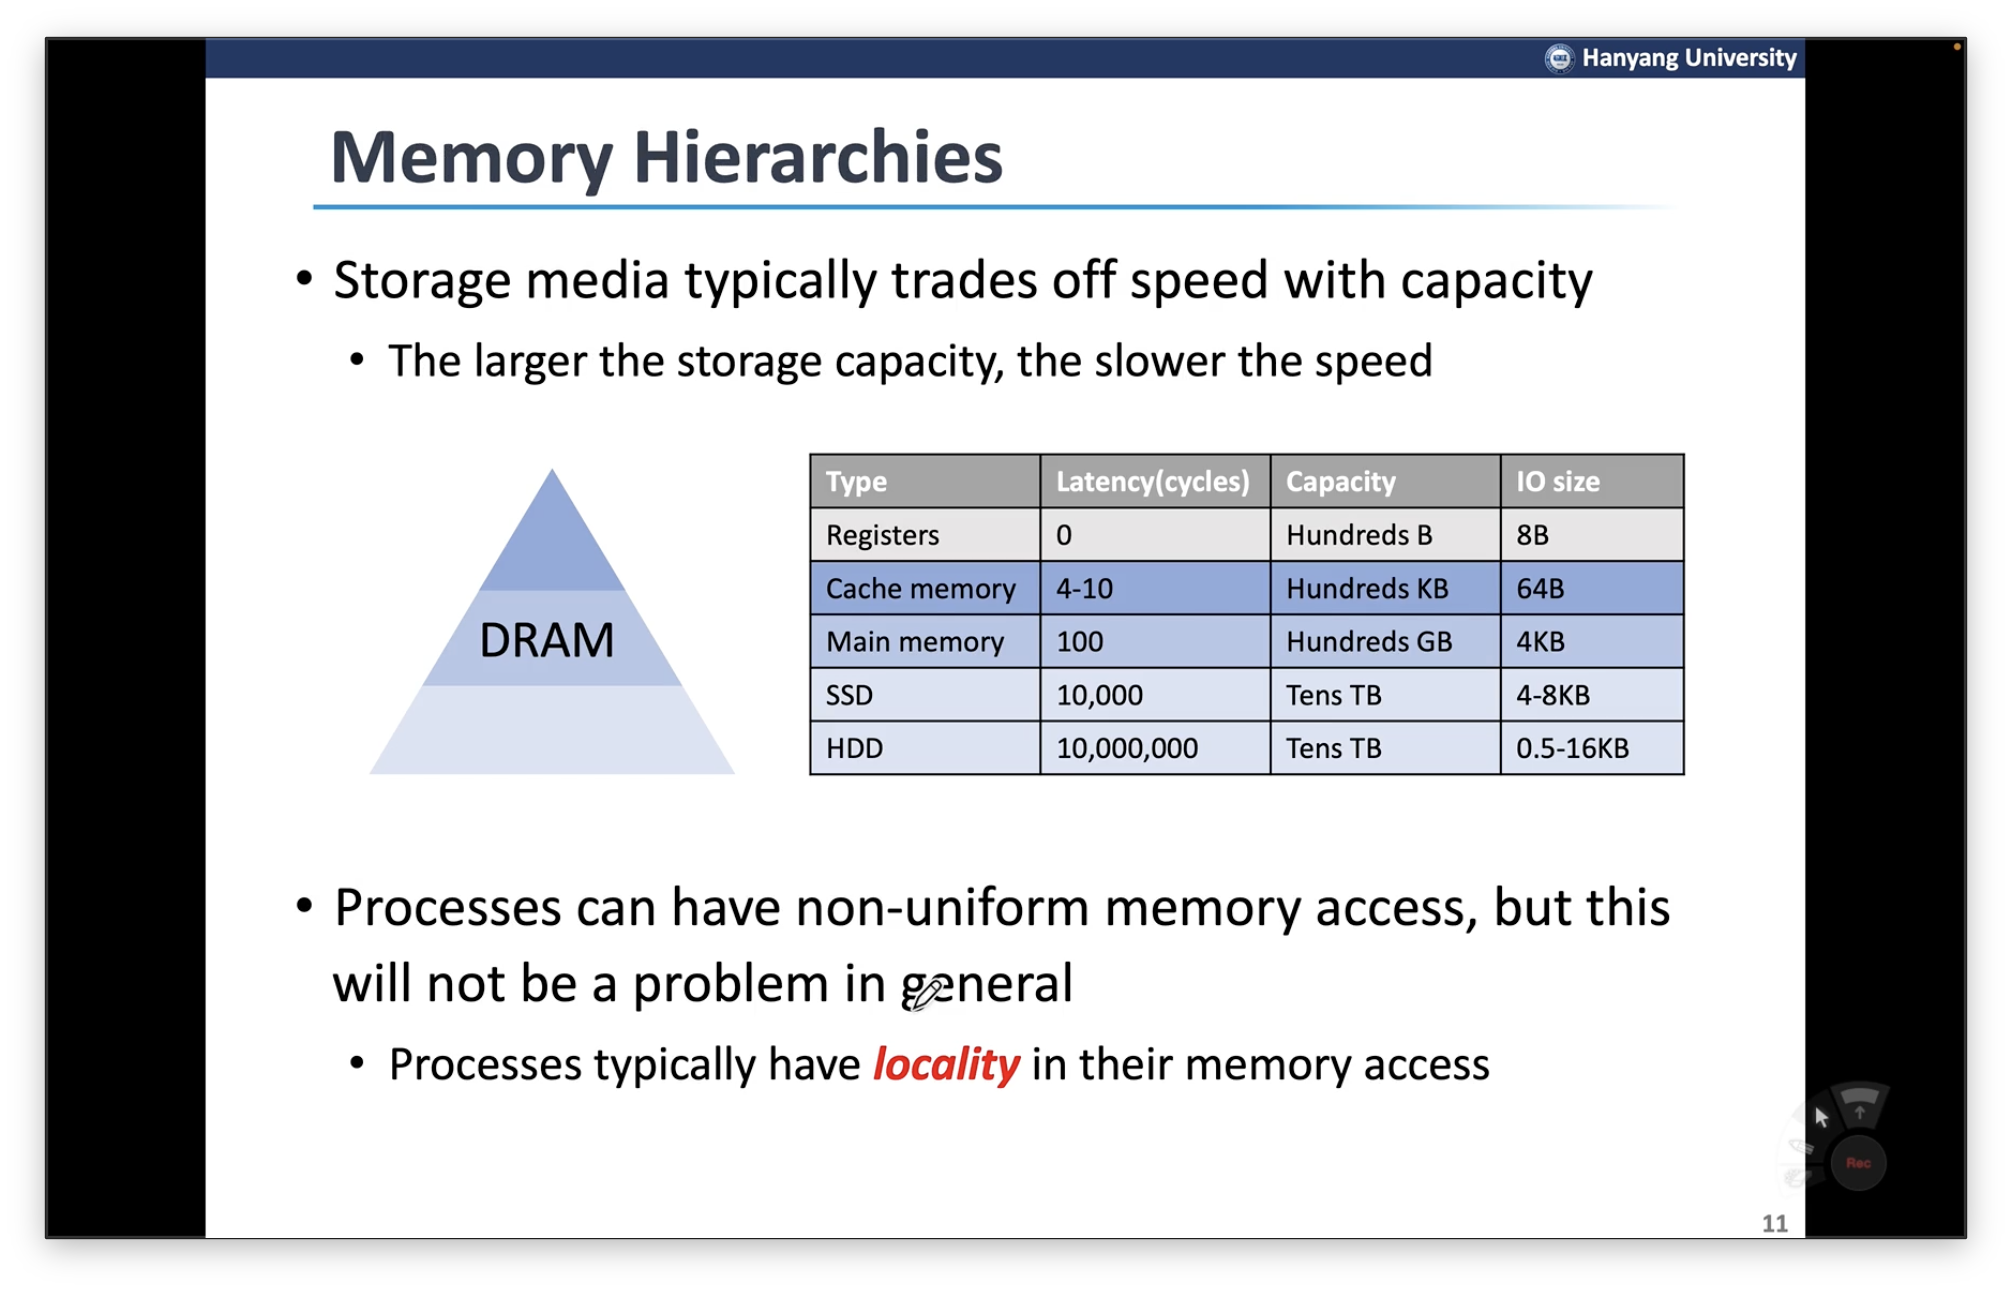 Hanyang University
Memory Hierarchies
• Storage media typically trades off speed with capacity
• The larger the storage capacity, the slower the speed
DRAM
Type Latency(cycles) Capacity IO size
Registers 0 Hundreds B 8B
Cache memory 4-10 Hundreds KB 64B
Main memory 100 Hundreds GB 4KB
SSD 10,000 Tens TB 4-8KB
HDD 10,000,000 Tens TB 0.5-16KB
• Processes can have non-uniform memory access, but this
will not be a problem in general
• Processes typically have locality in their memory access
Rec
11